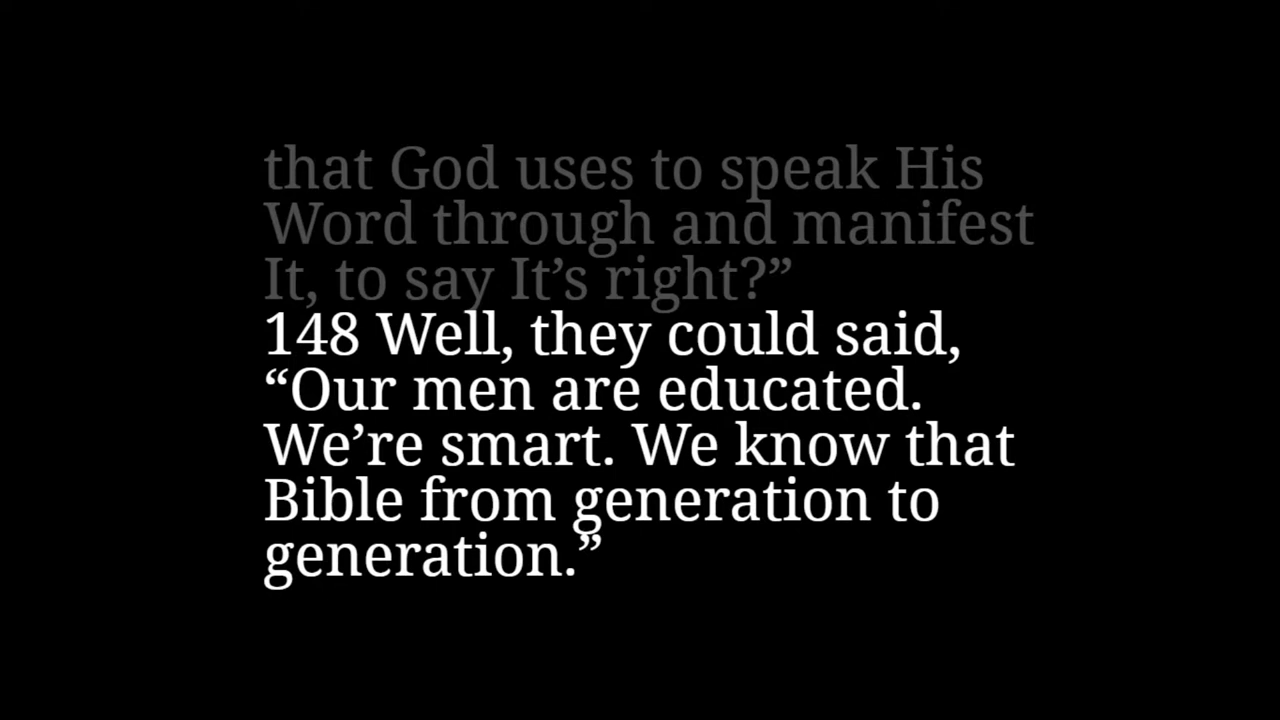 that God uses to speak His
Word through and manifest
It, to say It’s right?”
148 Well, they could said,
“Our men are educated.
We’re smart. We know that
Bible from generation to
generation.”